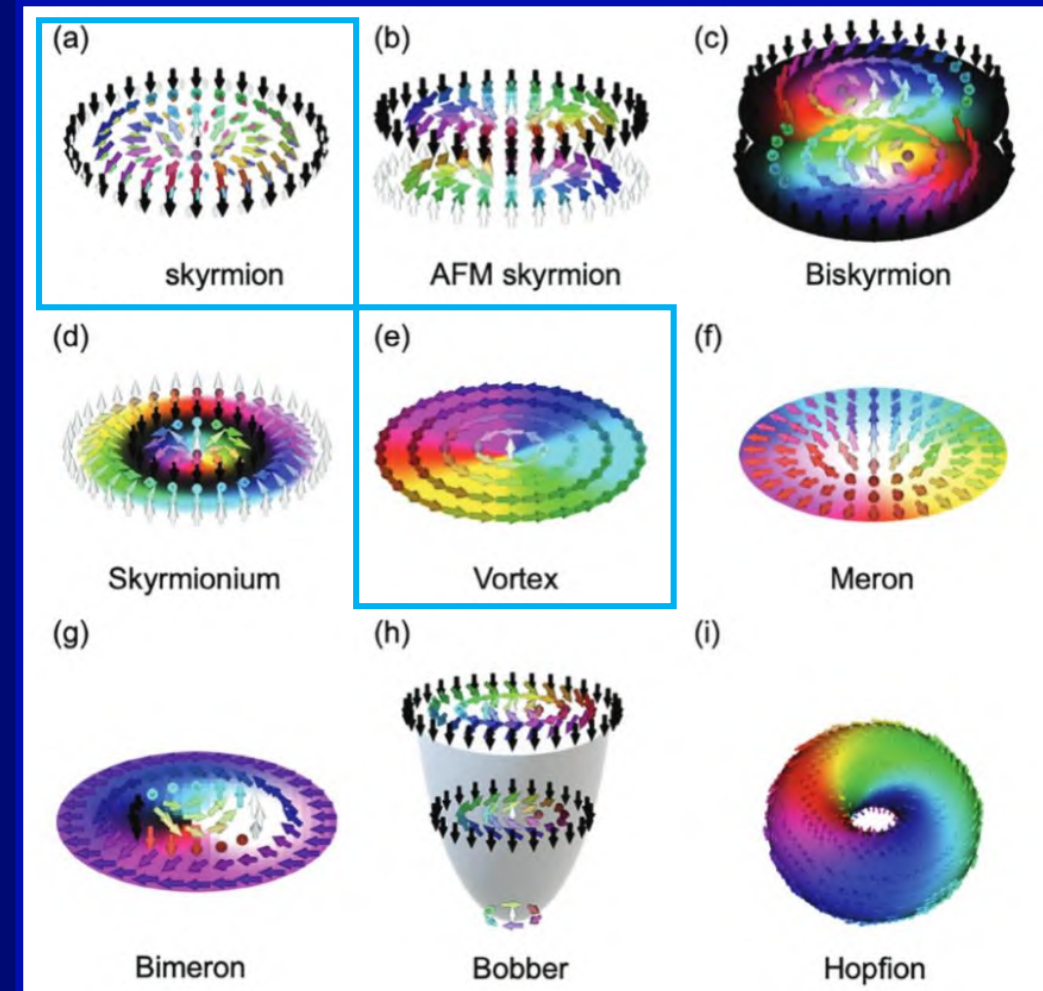 (a)
(b)
(c)
skyrmion
AFM skyrmion
Biskyrmion
(d)
(e)
(f)
Skyrmionium
Vortex
Meron
(g)
(h)
(i)
Bimeron
Bobber
Hopfion